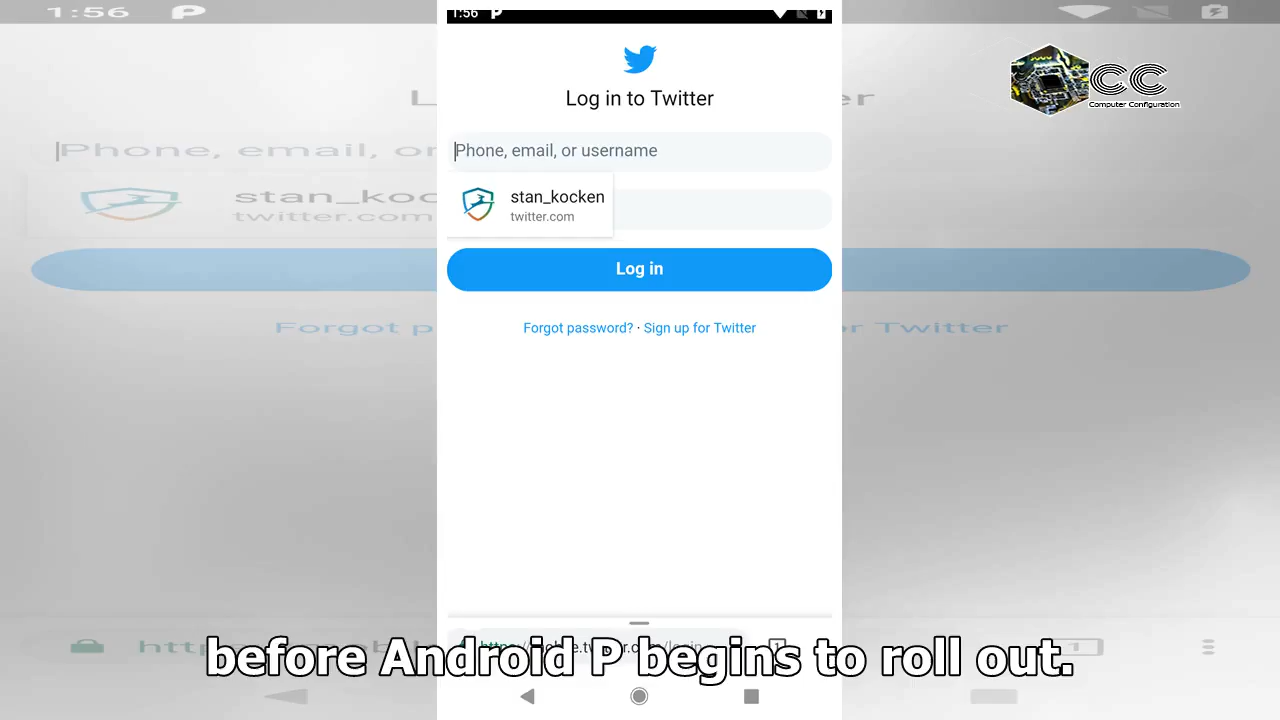 1:56
CC
Computer Configuration
Log in to Twitter
Phone, email, or username
stan_kocken
twitter.com
Log in
Forgot password? · Sign up for Twitter
before Android P begins to roll out.